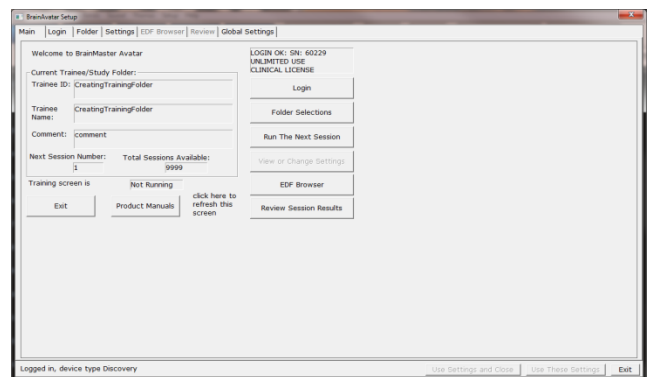 BrainAvatar Setup
Main Login Folder Settings EDF Browser Review Global Settings
Welcome to BrainMaster Avatar
Current Trainee/Study Folder:
Trainee ID: CreatingTrainingFolder
Trainee Name: CreatingTrainingFolder
Comment: comment
Next Session Number: Total Sessions Available:
1 9999
Training screen is Not Running
Exit Product Manuals
click here to
refresh this
screen
LOGIN OK: SN: 60229
UNLIMITED USE
CLINICAL LICENSE
Login
Folder Selections
Run The Next Session
View or Change Settings
EDF Browser
Review Session Results
Logged in, device type Discovery Use Settings and Close Use These Settings Exit